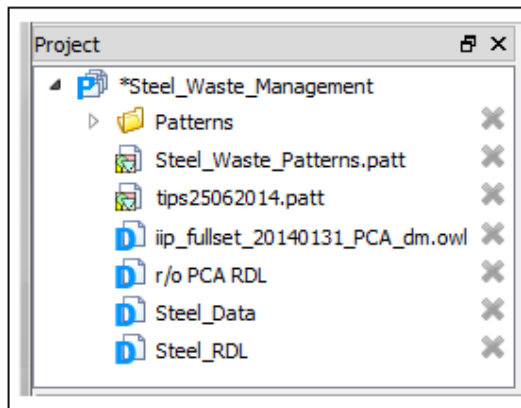 Project
*Steel_Waste_Management
Patterns
Steel_Waste_Patterns.patt
tips25062014.patt
iip_fullset_20140131_PCA_dm.owl
r/o PCA RDL
Steel_Data
Steel_RDL